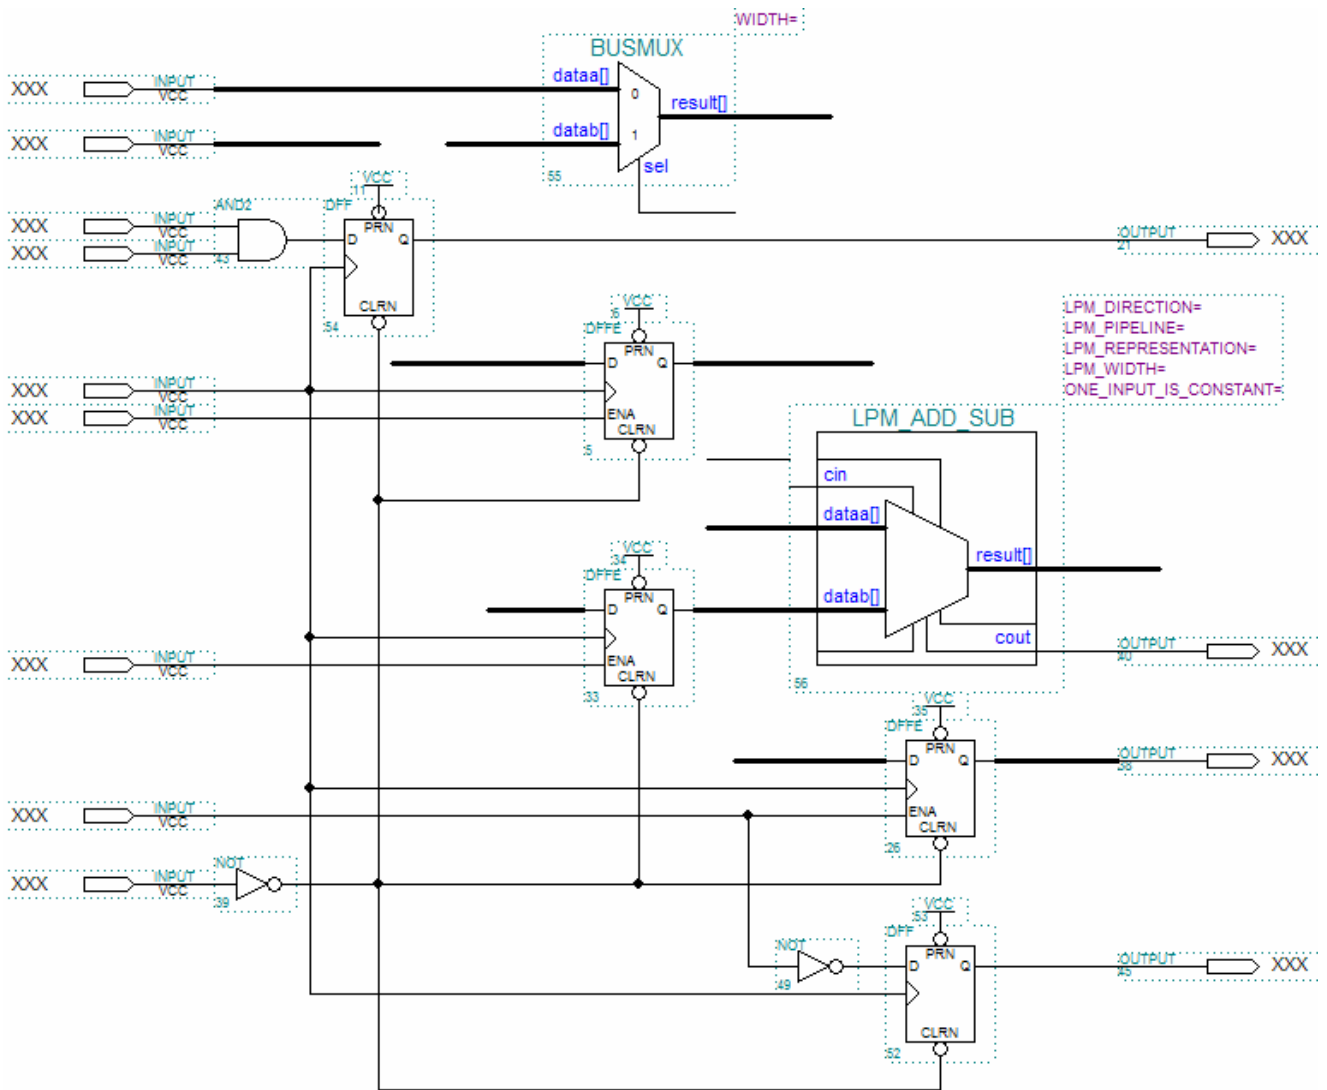 WIDTH=
BUSMUX
XXX INPUT VCC dataa[] 0 result[]
XXX INPUT VCC datab[] 1
sel
55
VCC
11
AND2 DFF
XXX INPUT VCC PRN
XXX INPUT VCC 43 D Q OUTPUT 21 XXX
CLRN
54
VCC
6
DFFE
PRN
D Q
LPM_DIRECTION=
LPM_PIPELINE=
LPM_REPRESENTATION=
LPM_WIDTH=
ONE_INPUT_IS_CONSTANT=
XXX INPUT VCC
XXX INPUT VCC ENA
CLRN
5
LPM_ADD_SUB
cin
dataa[]
result[]
datab[]
cout
56
VCC
34
DFFE
PRN
D Q
XXX INPUT VCC ENA
CLRN
33
OUTPUT 40 XXX
VCC
35
DFFE
PRN
D Q OUTPUT 38 XXX
XXX INPUT VCC ENA
CLRN
26
XXX INPUT VCC NOT
39
VCC
53
NOT DFF
49
PRN
D Q OUTPUT 45 XXX
CLRN
52